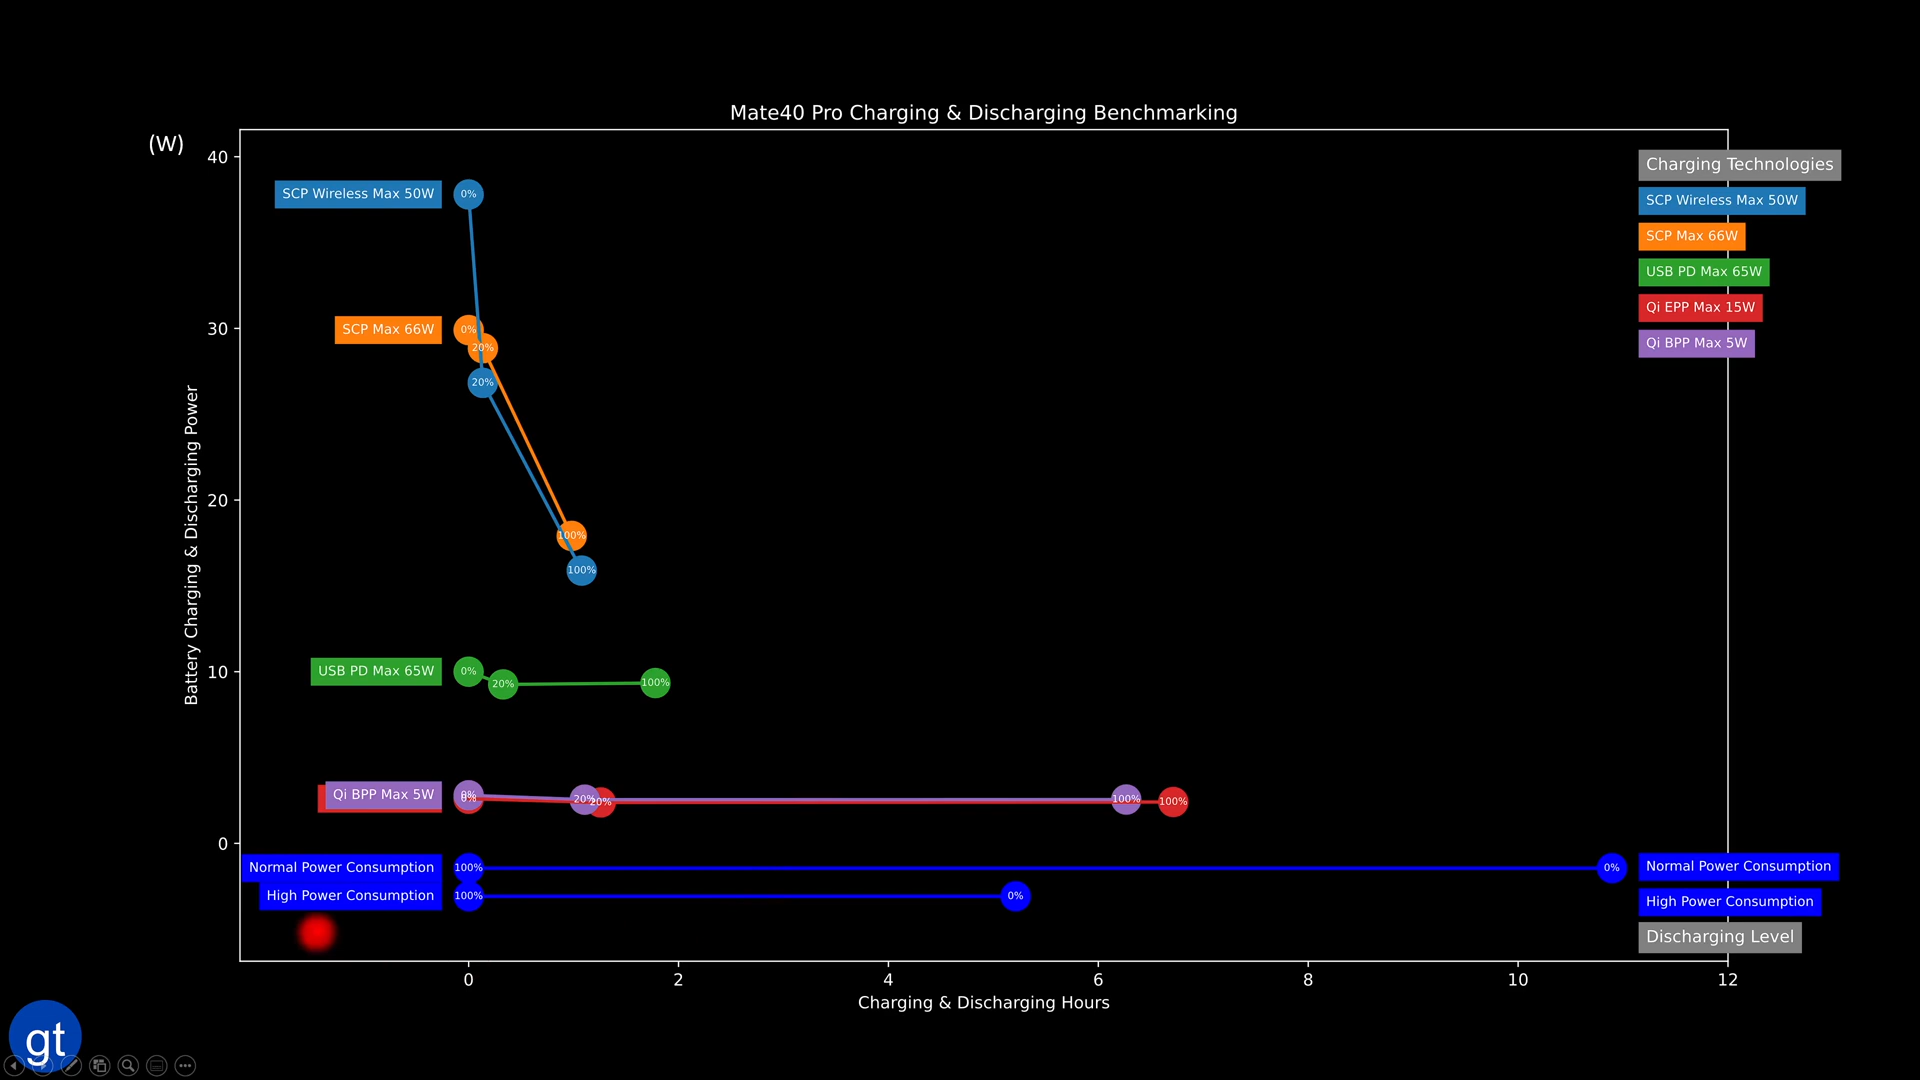 Mate40 Pro Charging & Discharging Benchmarking
(W)
40
30
20
10
0
Battery Charging & Discharging Power
SCP Wireless Max 50W
0%
20%
100%
SCP Max 66W
0%
20%
100%
USB PD Max 65W
0%
20%
100%
Qi BPP Max 5W
0%
0%
20%
20%
100%
100%
Normal Power Consumption
100%
0%
High Power Consumption
100%
0%
Charging Technologies
SCP Wireless Max 50W
SCP Max 66W
USB PD Max 65W
Qi EPP Max 15W
Qi BPP Max 5W
Normal Power Consumption
High Power Consumption
Discharging Level
0 2 4 6 8 10 12
Charging & Discharging Hours
gt